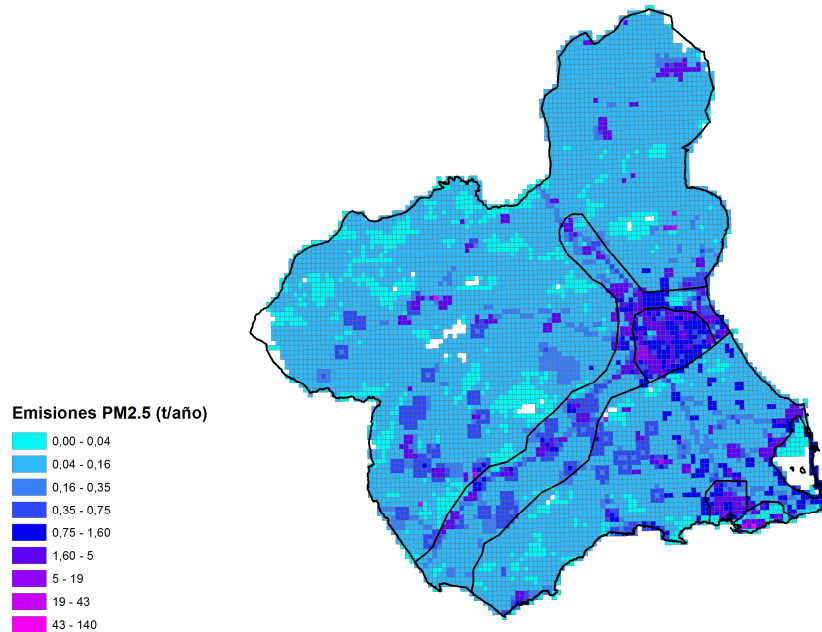 Emisiones PM2.5 (t/año)
0,00 - 0,04
0,04 - 0,16
0,16 - 0,35
0,35 - 0,75
0,75 - 1,60
1,60 - 5
5 - 19
19 - 43
43 - 140